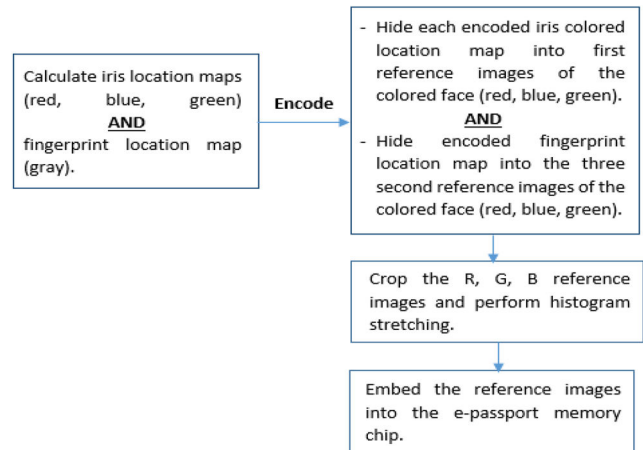 Calculate iris location maps
(red, blue, green)
AND
fingerprint location map
(gray).
Encode
- Hide each encoded iris colored
location map into first
reference images of the
colored face (red, blue, green).
AND
- Hide encoded fingerprint
location map into the three
second reference images of the
colored face (red, blue, green).
Crop the R, G, B reference
images and perform histogram
stretching.
Embed the reference images
into the e-passport memory
chip.